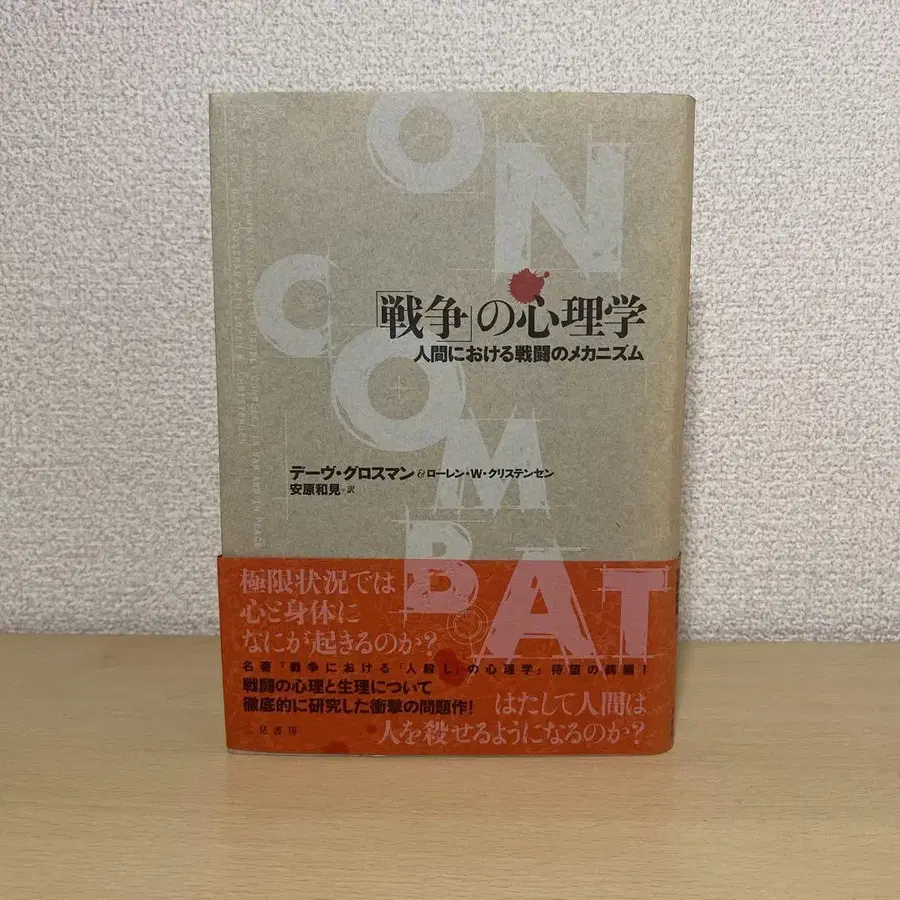 ON
COMBAT
「戦争」の心理学
人間における戦闘のメカニズム
デーヴ・グロスマン&ローレン・W・クリステンセン
安原和見 訳
極限状況では
心と身体に
なにが起きるのか?
名著『戦争における「人殺し」の心理学』待望の続編!
戦闘の心理と生理について
徹底的に研究した衝撃の問題作!
はたして人間は
人を殺せるようになるのか?
二見書房